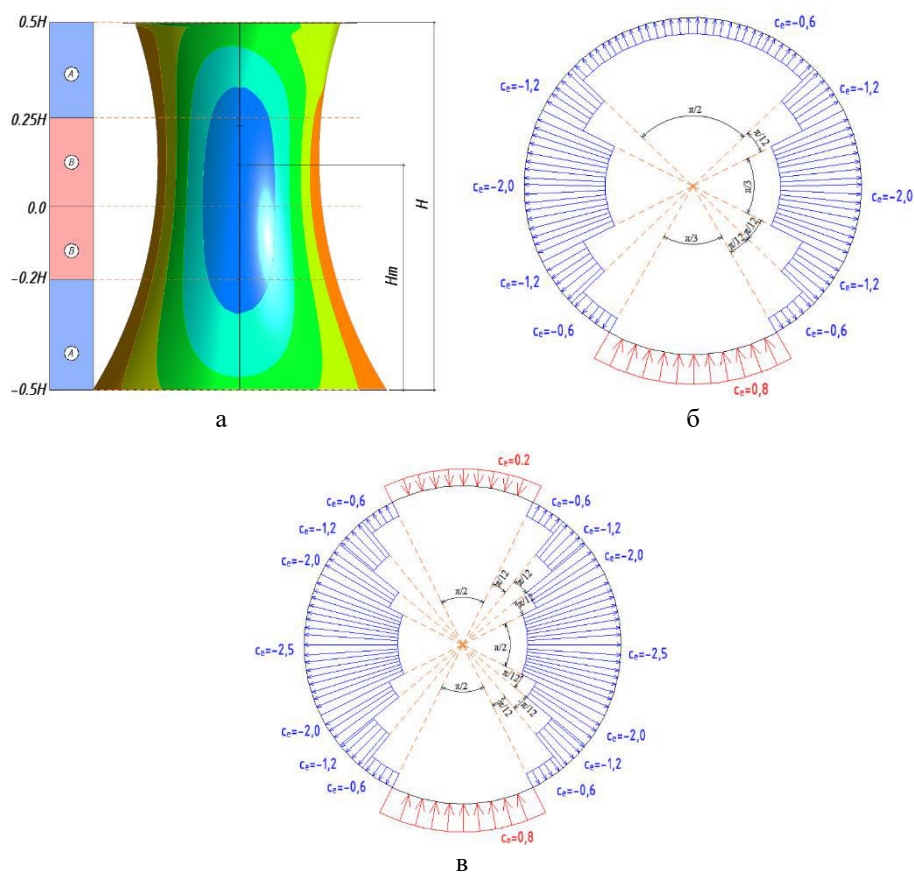 0.5H
A
0.25H
B
0.0
B
-0.2H
A
-0.5H
H
Hm
а
cₑ=-0,6
cₑ=-1,2
cₑ=-1,2
π/2
π/12
cₑ=-2,0
π/3
cₑ=-2,0
π/12
π/12
π/3
cₑ=-1,2
cₑ=-1,2
cₑ=-0,6
cₑ=-0,6
cₑ=0,8
б
cₑ=0.2
cₑ=-0,6
cₑ=-0,6
cₑ=-1,2
cₑ=-1,2
cₑ=-2,0
cₑ=-2,0
π/12
π/12
π/2
π/12
cₑ=-2,5
cₑ=-2,5
π/12
π/2
π/12
π/12
cₑ=-2,0
cₑ=-2,0
cₑ=-1,2
cₑ=-1,2
cₑ=-0,6
cₑ=-0,6
cₑ=0,8
π/2
в